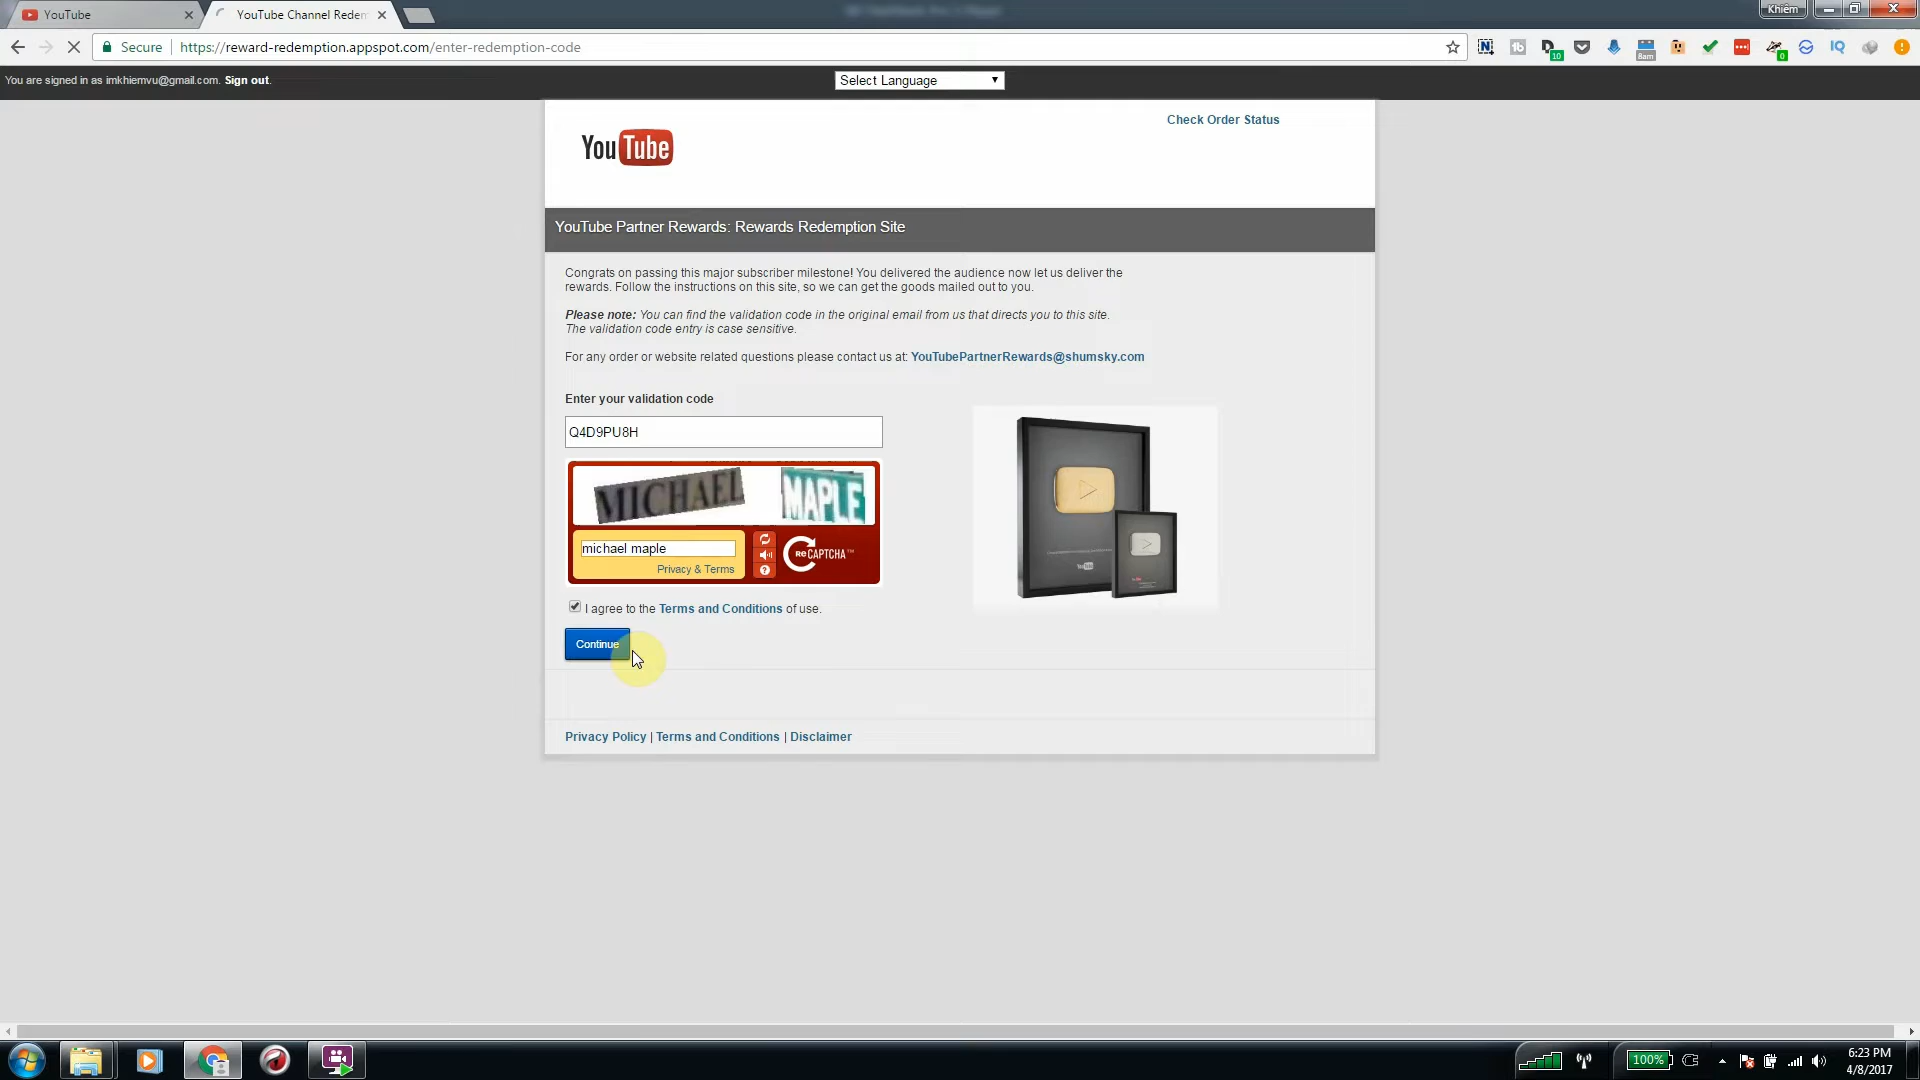 YouTube
YouTube Channel Redem
Khiêm
Secure
https://reward-redemption.appspot.com/enter-redemption-code
You are signed in as imkhiemvu@gmail.com. Sign out.
Select Language
Check Order Status
YouTube
YouTube Partner Rewards: Rewards Redemption Site
Congrats on passing this major subscriber milestone! You delivered the audience now let us deliver the
rewards. Follow the instructions on this site, so we can get the goods mailed out to you.
Please note: You can find the validation code in the original email from us that directs you to this site.
The validation code entry is case sensitive.
For any order or website related questions please contact us at: YouTubePartnerRewards@shumsky.com
Enter your validation code
Q4D9PU8H
MICHAEL MAPLE
michael maple
Privacy & Terms
reCAPTCHA™
I agree to the Terms and Conditions of use.
Continue
Privacy Policy | Terms and Conditions | Disclaimer
100%
6:23 PM
4/8/2017